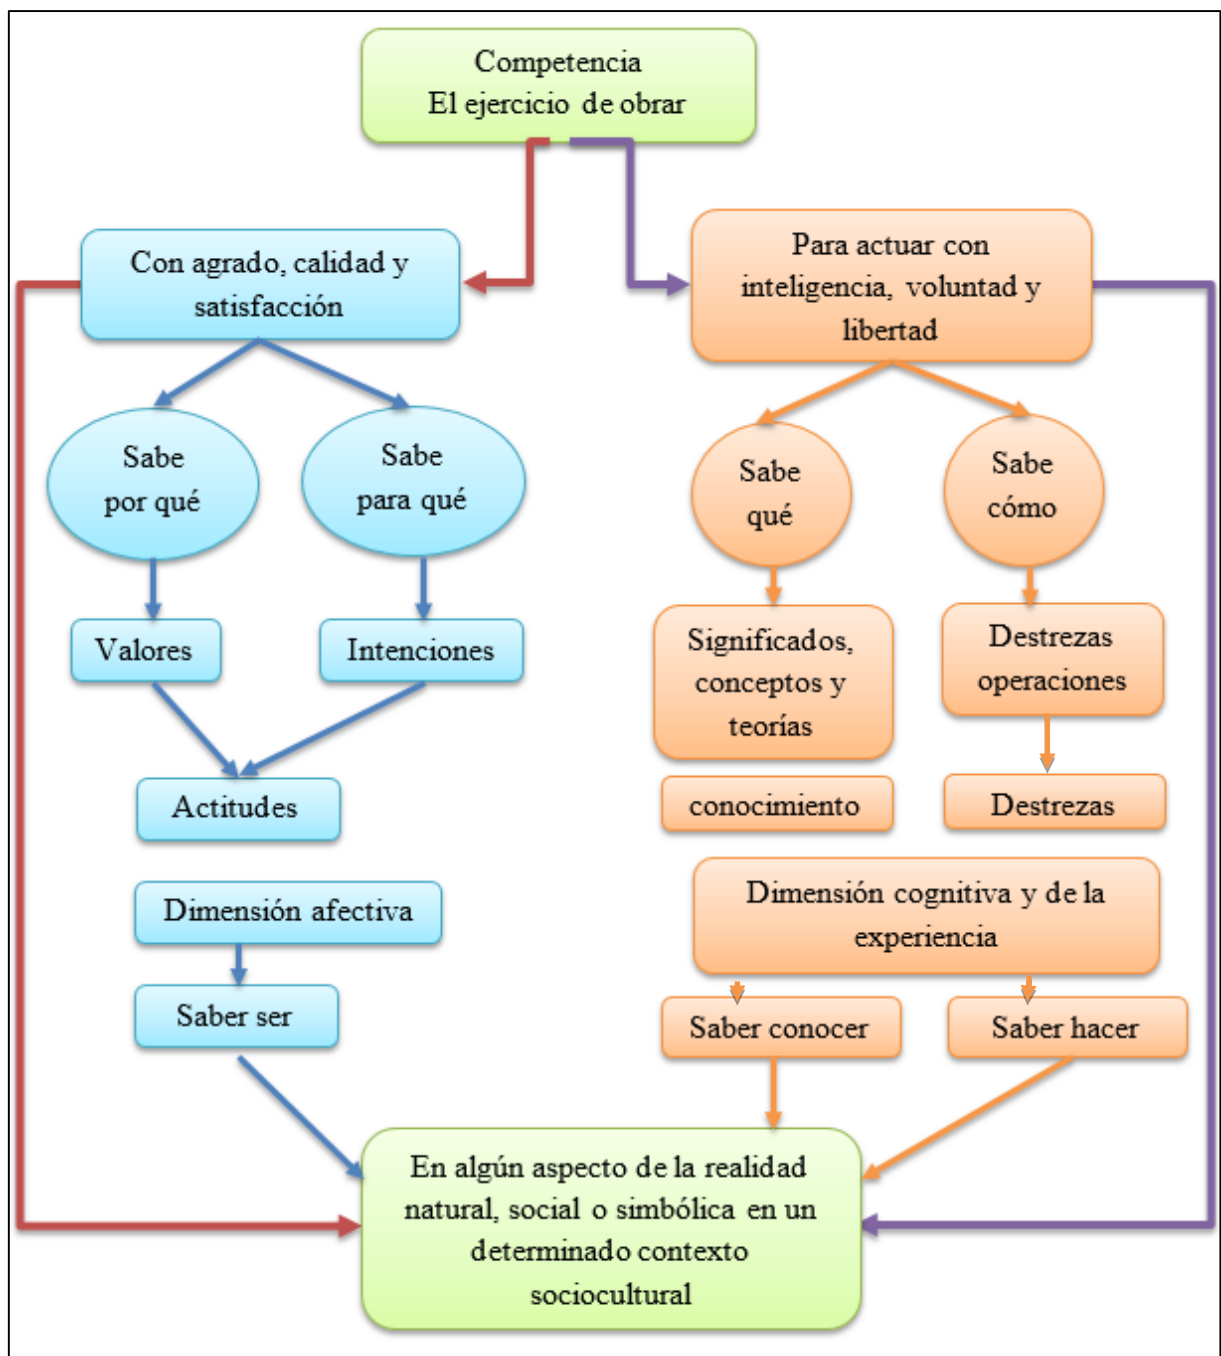 Competencia
El ejercicio de obrar
Con agrado, calidad y
satisfacción
Para actuar con
inteligencia, voluntad y
libertad
Sabe
por qué
Sabe
para qué
Sabe
qué
Sabe
cómo
Valores
Intenciones
Significados,
conceptos y
teorías
Destrezas
operaciones
Actitudes
conocimiento
Destrezas
Dimensión afectiva
Dimensión cognitiva y de la
experiencia
Saber ser
Saber conocer
Saber hacer
En algún aspecto de la realidad
natural, social o simbólica en un
determinado contexto
sociocultural